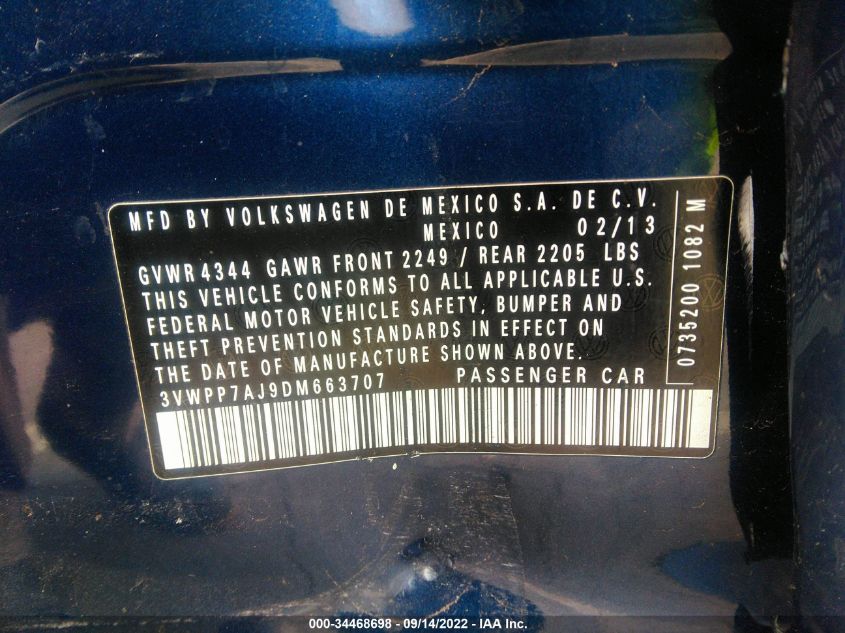 MFD BY VOLKSWAGEN DE MEXICO S.A. DE C.V.
MEXICO 02/13
GVWR 4344 GAWR FRONT 2249 / REAR 2205 LBS
THIS VEHICLE CONFORMS TO ALL APPLICABLE U.S.
FEDERAL MOTOR VEHICLE SAFETY, BUMPER AND
THEFT PREVENTION STANDARDS IN EFFECT ON
THE DATE OF MANUFACTURE SHOWN ABOVE.
3VWPP7AJ9DM663707 PASSENGER CAR
0735200 1082 M
000-34468698 - 09/14/2022 - IAA Inc.